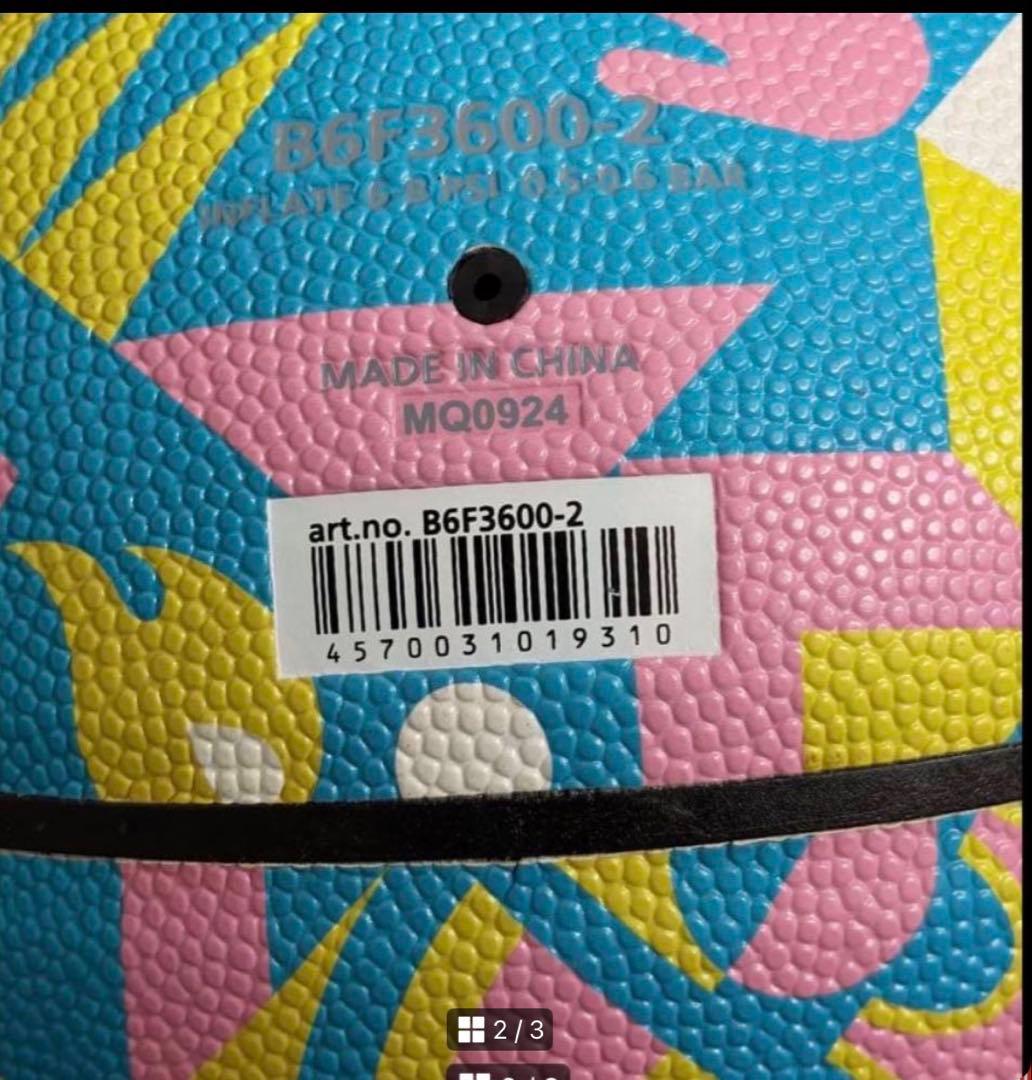 B6F3600-2
INFLATE 6-8 PSI 0.5-0.6 BAR
MADE IN CHINA
MQ0924
art.no. B6F3600-2
4570031019310
2/3